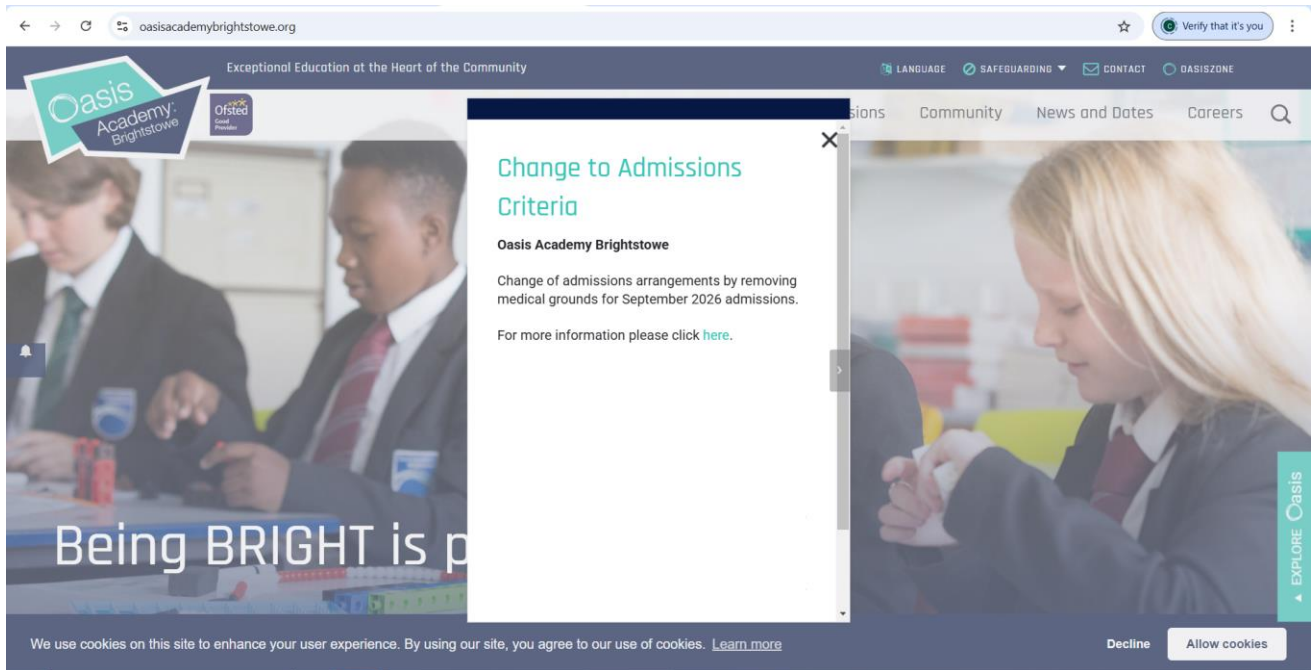 oasisacademybrightstowe.org
Verify that it's you
Exceptional Education at the Heart of the Community
LANGUAGE
SAFEGUARDING
CONTACT
OASISZONE
Oasis
Academy:
Brightstowe
Ofsted
Good
Provider
sions
Community
News and Dates
Careers
Change to Admissions
Criteria
Oasis Academy Brightstowe
Change of admissions arrangements by removing
medical grounds for September 2026 admissions.
For more information please click here.
Being BRIGHT is p
EXPLORE Oasis
We use cookies on this site to enhance your user experience. By using our site, you agree to our use of cookies. Learn more
Decline
Allow cookies